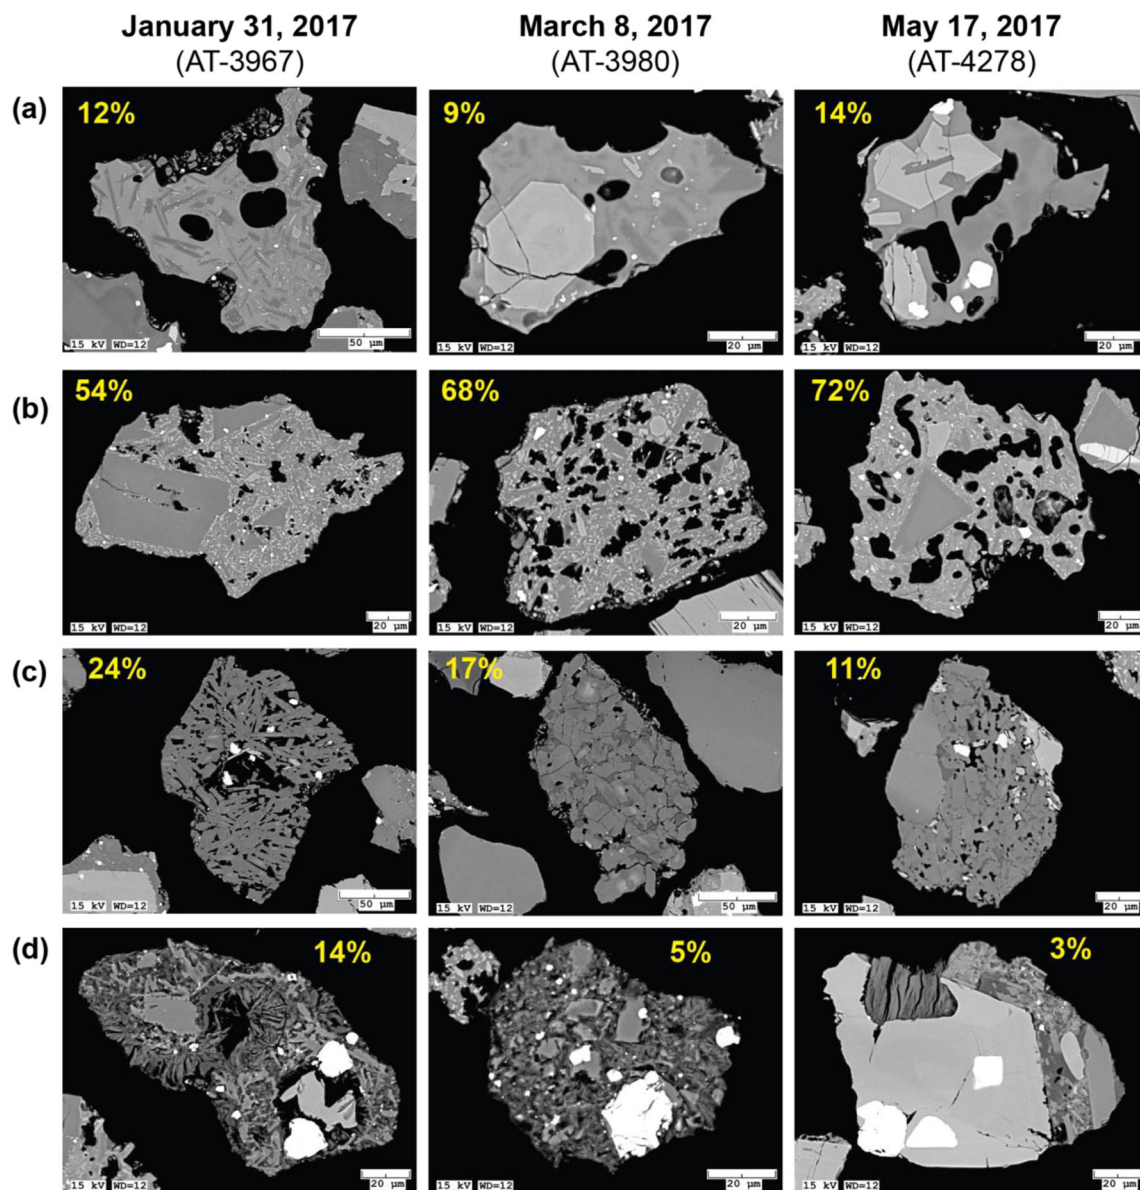 January 31, 2017
(AT-3967)
March 8, 2017
(AT-3980)
May 17, 2017
(AT-4278)
(a)
12%
15 kV WD=12
50 µm
9%
15 kV WD=12
20 µm
14%
15 kV WD=12
20 µm
(b)
54%
15 kV WD=12
20 µm
68%
15 kV WD=12
20 µm
72%
15 kV WD=12
20 µm
(c)
24%
15 kV WD=12
50 µm
17%
15 kV WD=12
50 µm
11%
15 kV WD=12
20 µm
(d)
14%
15 kV WD=12
20 µm
5%
15 kV WD=12
20 µm
3%
15 kV WD=12
20 µm